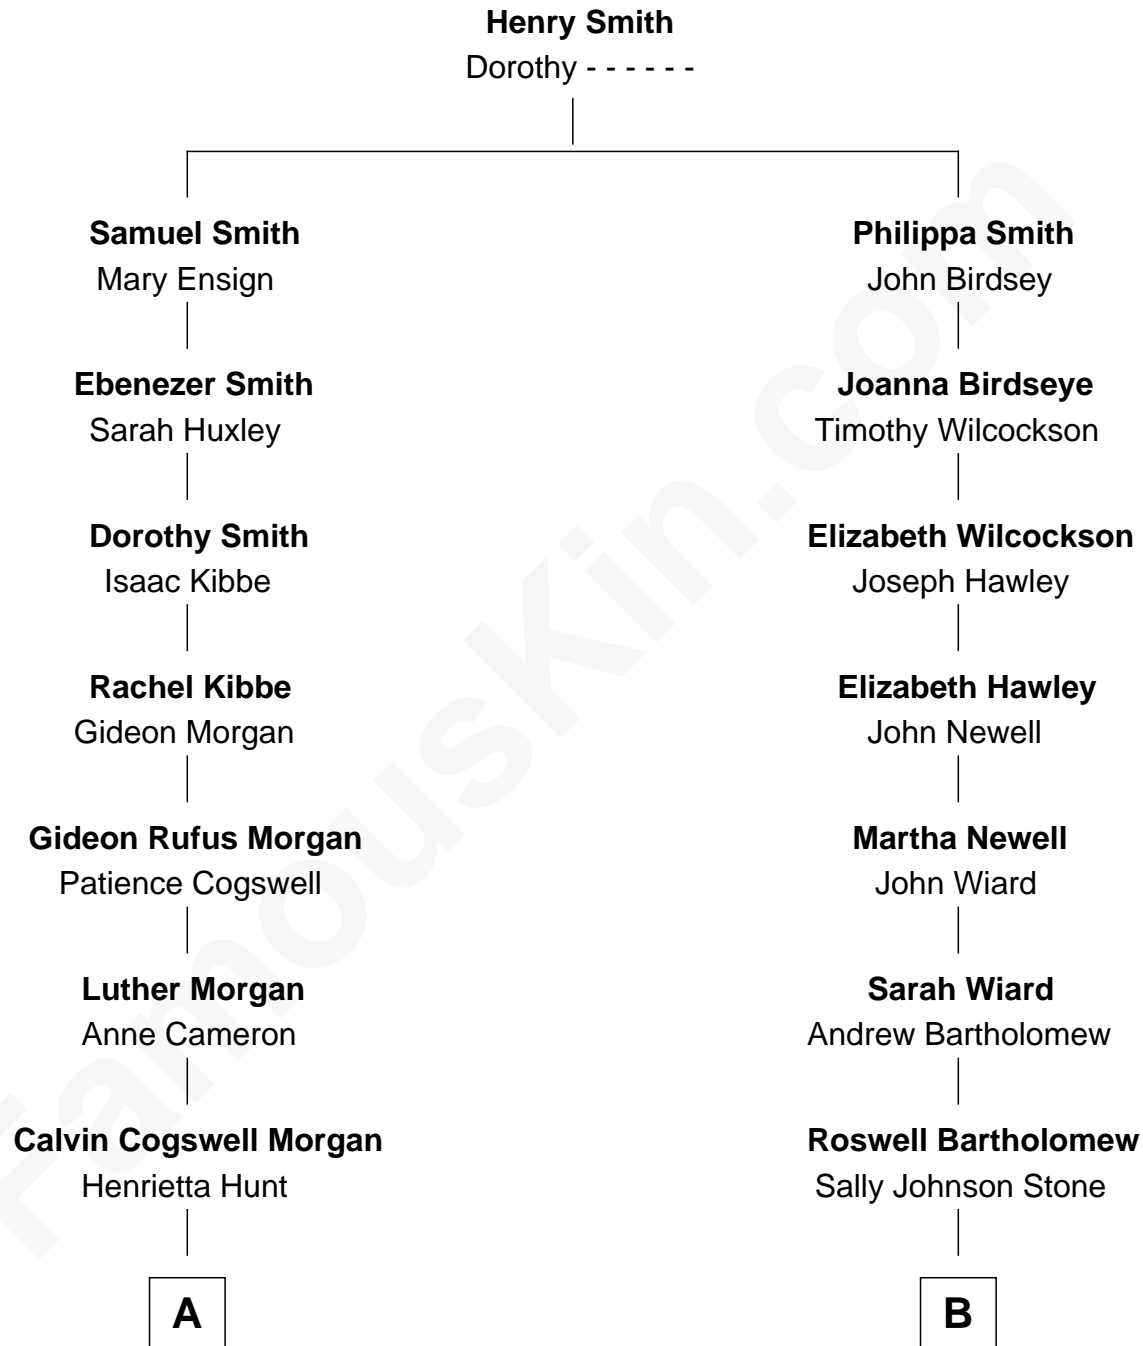 Henry Smith
Dorothy - - - - - -
Samuel Smith
Mary Ensign
Philippa Smith
John Birdsey
Ebenezer Smith
Sarah Huxley
Joanna Birdseye
Timothy Wilcockson
Dorothy Smith
Isaac Kibbe
Elizabeth Wilcockson
Joseph Hawley
Rachel Kibbe
Gideon Morgan
Elizabeth Hawley
John Newell
Gideon Rufus Morgan
Patience Cogswell
Martha Newell
John Wiard
Luther Morgan
Anne Cameron
Sarah Wiard
Andrew Bartholomew
Calvin Cogswell Morgan
Henrietta Hunt
Roswell Bartholomew
Sally Johnson Stone
A
B
FamousKin.com